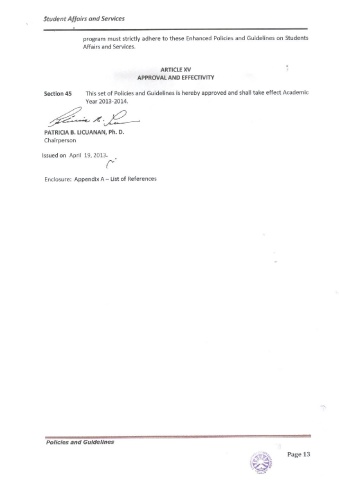 Student Affairs and Services
program must strictly adhere to these Enhanced Policies and Guidelines on Students
Affairs and Services.
ARTICLE XV
APPROVAL AND EFFECTIVITY
Section 45 This set of Policies and Guidelines is hereby approved and shall take effect Academic
Year 2013-2014.
PATRICIA B. LICUANAN, Ph. D.
Chairperson
Issued on April 19, 2013.
Enclosure: Appendix A – List of References
Policies and Guidelines
Page 13